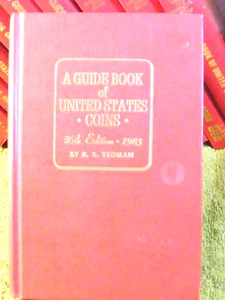 A GUIDE BOOK
of
UNITED STATES
• COINS •
36th Edition • 1983
BY R. S. YEOMAN